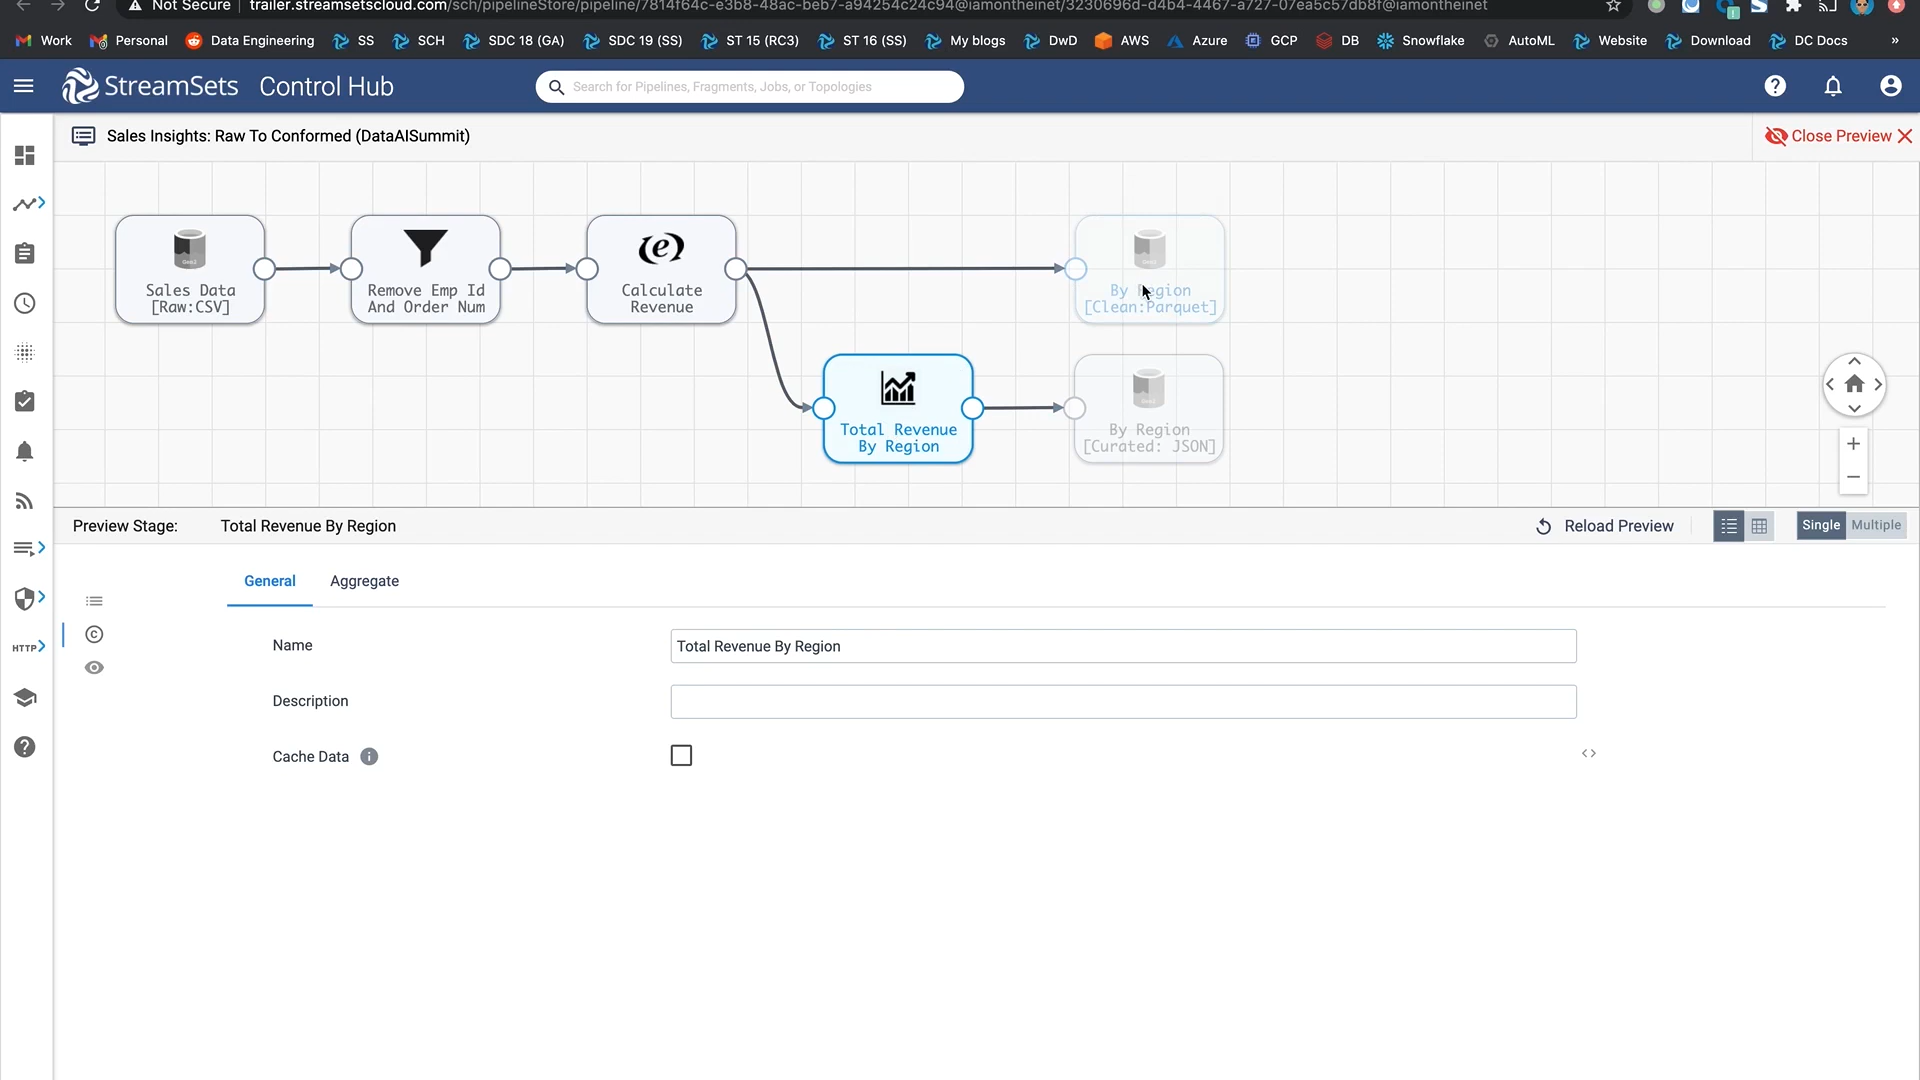 Not Secure | trailer.streamsetscloud.com/sch/pipelineStore/pipeline/7814f64c-e3b8-48ac-beb7-a94254c24c94@iamontheinet/3230696d-d4b4-4467-a727-07ea5c57db8f@iamontheinet
Work Personal Data Engineering SS SCH SDC 18 (GA) SDC 19 (SS) ST 15 (RC3) ST 16 (SS) My blogs DwD AWS Azure GCP DB Snowflake AutoML Website Download DC Docs »
StreamSets Control Hub Search for Pipelines, Fragments, Jobs, or Topologies
Sales Insights: Raw To Conformed (DataAISummit) Close Preview
Sales Data
[Raw:CSV]
Remove Emp Id
And Order Num
Calculate
Revenue
By Region
[Clean:Parquet]
Total Revenue
By Region
By Region
[Curated: JSON]
Preview Stage: Total Revenue By Region Reload Preview Single Multiple
General Aggregate
Name Total Revenue By Region
Description
Cache Data
HTTP